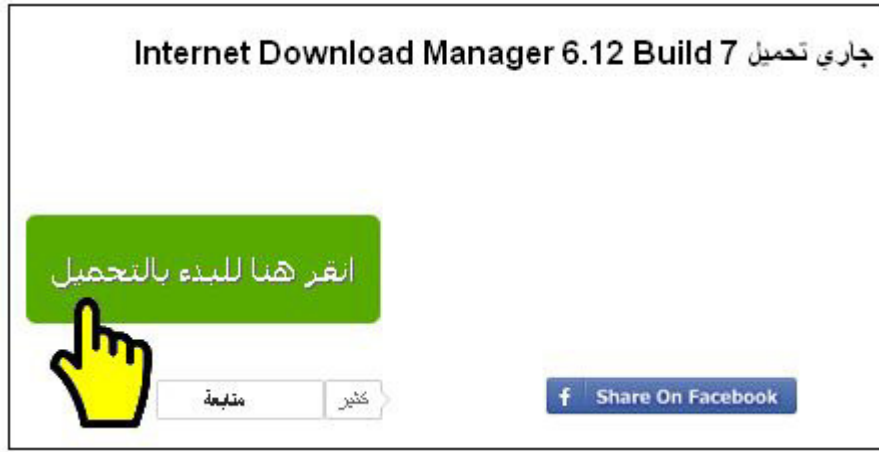 جاري تحميل Internet Download Manager 6.12 Build 7
انقر هنا للبدء بالتحميل
كثير
متابعة
f Share On Facebook